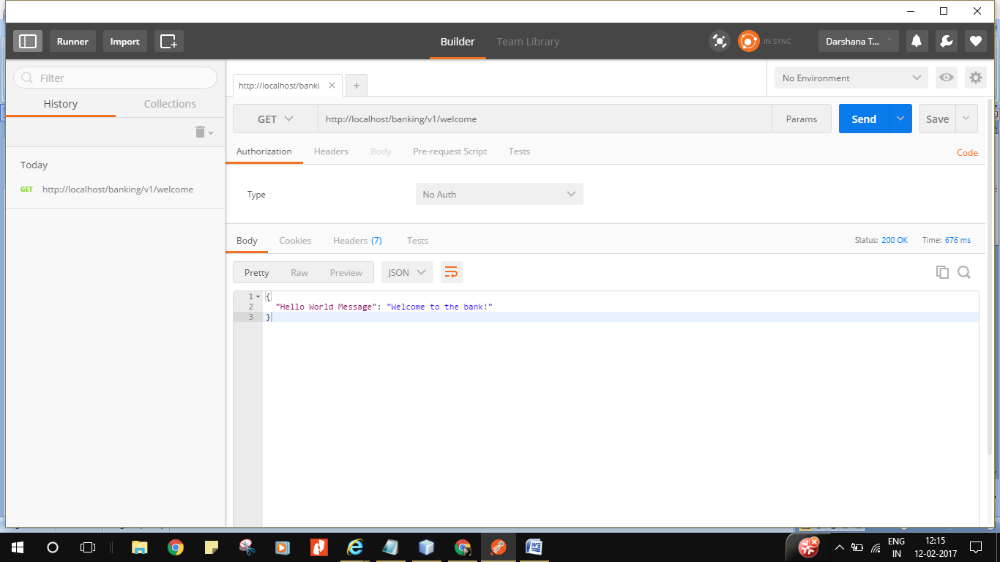 Runner Import Builder Team Library IN SYNC Darshana T...
Filter
History Collections
Today
GET http://localhost/banking/v1/welcome
http://localhost/banki No Environment
GET http://localhost/banking/v1/welcome Params Send Save
Authorization Headers Body Pre-request Script Tests Code
Type No Auth
Body Cookies Headers (7) Tests Status: 200 OK Time: 676 ms
Pretty Raw Preview JSON
1 {
2 "Hello World Message": "Welcome to the bank!"
3 }
ENG 12:15
IN 12-02-2017